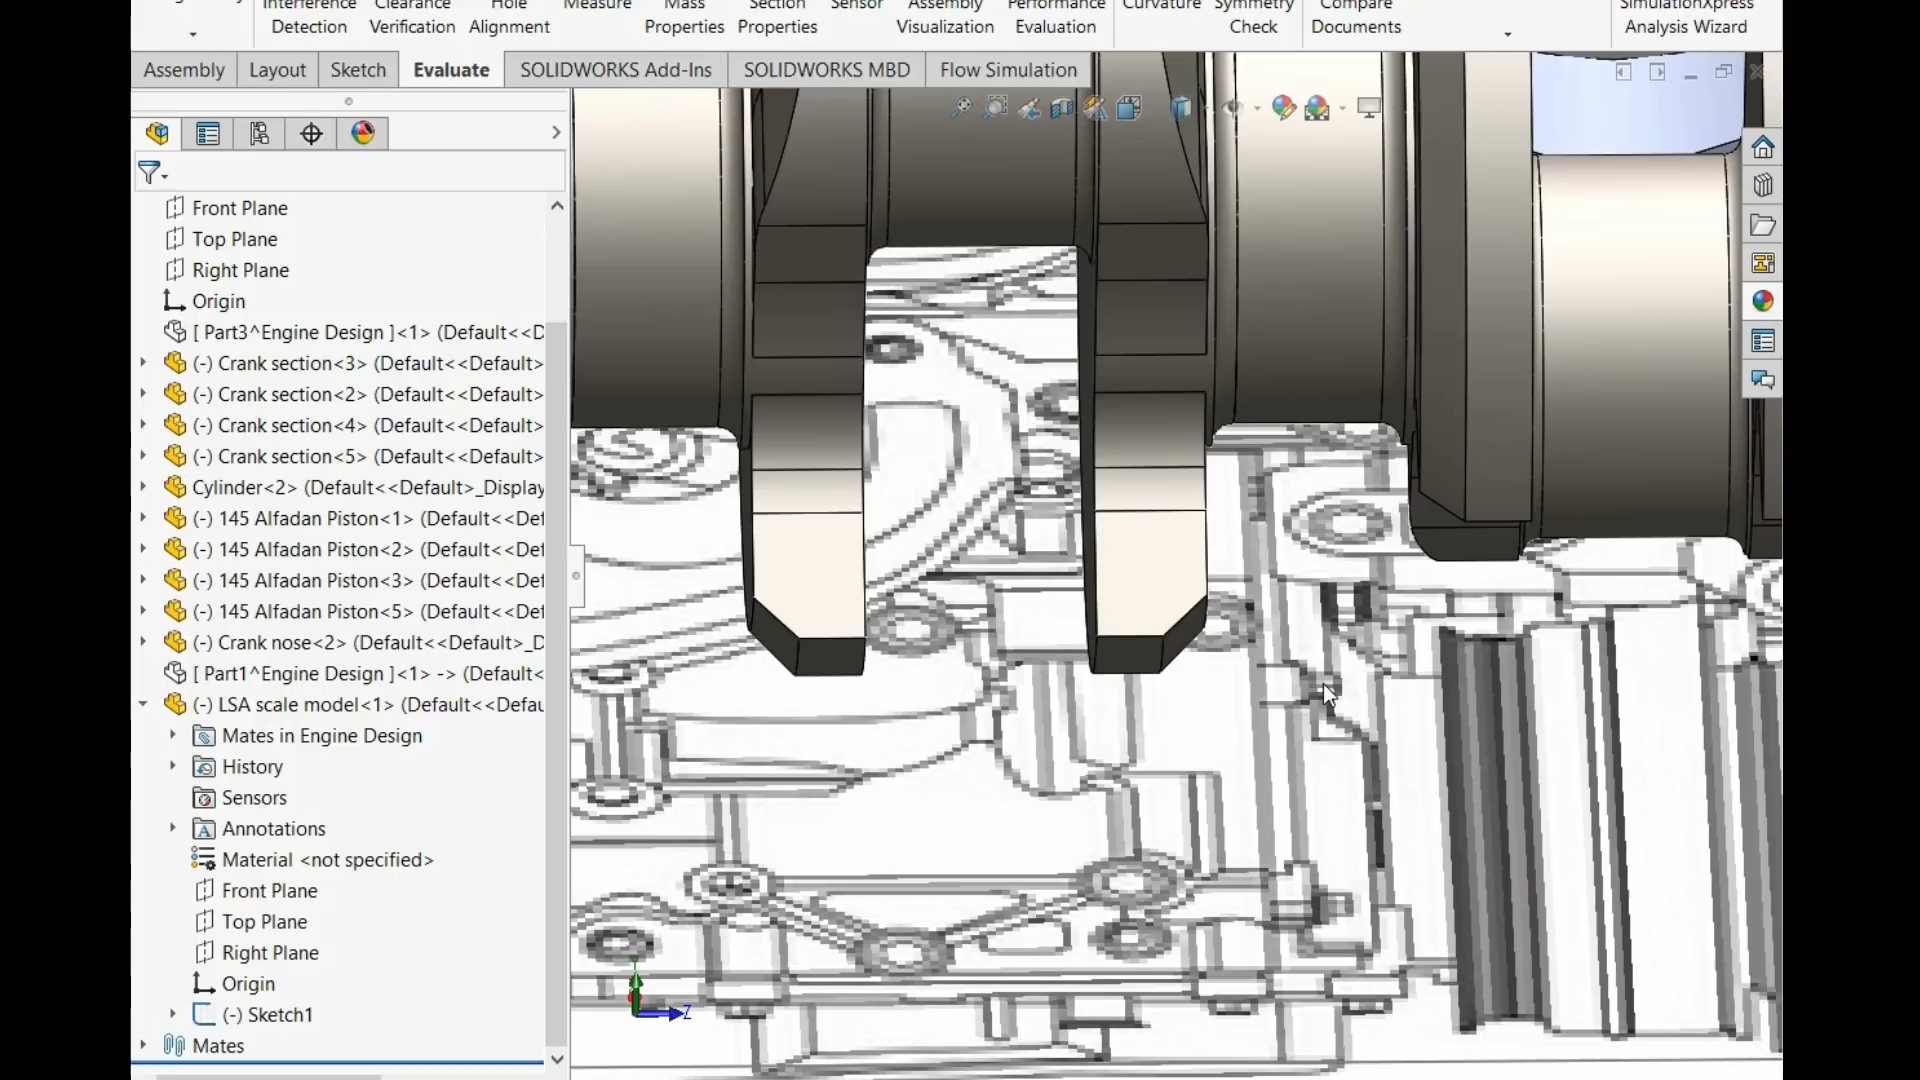 Interference
Detection
Clearance
Verification
Hole
Alignment
Measure
Mass
Properties
Section
Properties
Sensor
Assembly
Visualization
Performance
Evaluation
Curvature
Symmetry
Check
Compare
Documents
SimulationXpress
Analysis Wizard
Assembly
Layout
Sketch
Evaluate
SOLIDWORKS Add-Ins
SOLIDWORKS MBD
Flow Simulation
Front Plane
Top Plane
Right Plane
Origin
[ Part3^Engine Design ]<1> (Default<<D
(-) Crank section<3> (Default<<Default>
(-) Crank section<2> (Default<<Default>
(-) Crank section<4> (Default<<Default>
(-) Crank section<5> (Default<<Default>
Cylinder<2> (Default<<Default>_Display
(-) 145 Alfadan Piston<1> (Default<<Def
(-) 145 Alfadan Piston<2> (Default<<Def
(-) 145 Alfadan Piston<3> (Default<<Def
(-) 145 Alfadan Piston<5> (Default<<Def
(-) Crank nose<2> (Default<<Default>_D
[ Part1^Engine Design ]<1> -> (Default<
(-) LSA scale model<1> (Default<<Defau
Mates in Engine Design
History
Sensors
Annotations
Material <not specified>
Front Plane
Top Plane
Right Plane
Origin
(-) Sketch1
Mates
Z